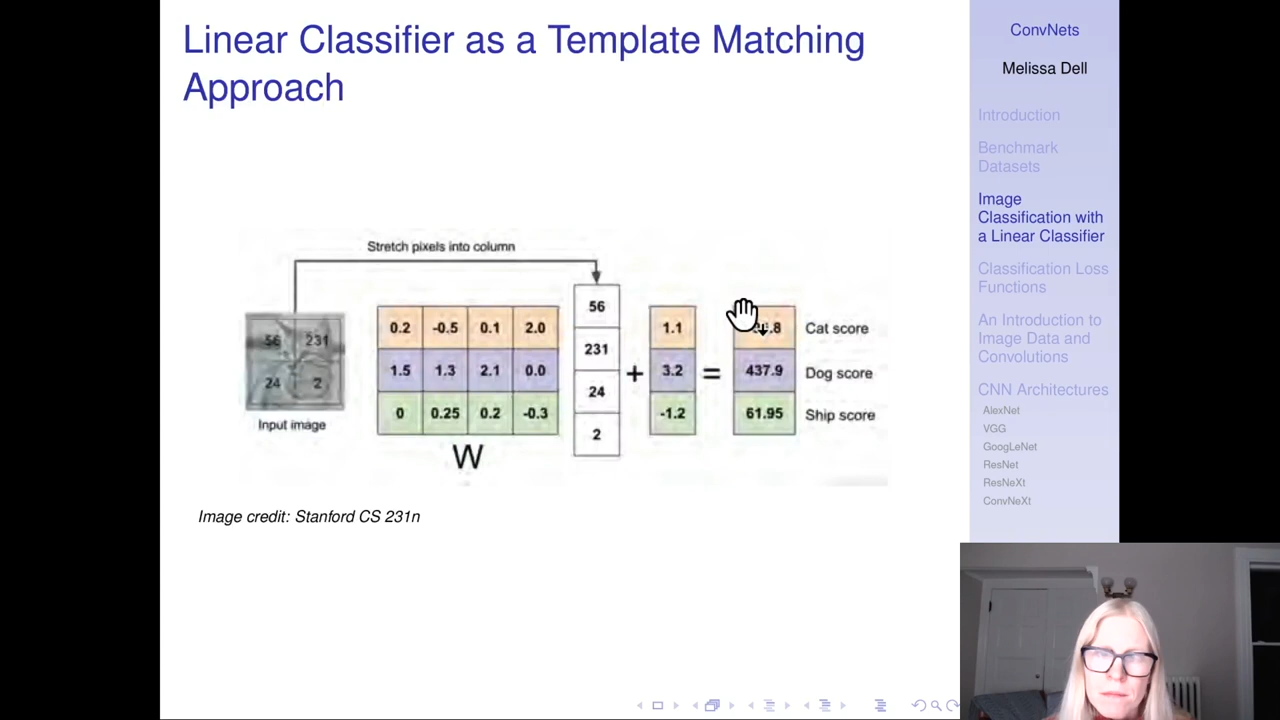 Linear Classifier as a Template Matching
Approach
Stretch pixels into column
56 231
24 2
Input image
0.2 -0.5 0.1 2.0
1.5 1.3 2.1 0.0
0 0.25 0.2 -0.3
W
56
231
24
2
+
1.1
3.2
-1.2
=
.8 Cat score
437.9 Dog score
61.95 Ship score
Image credit: Stanford CS 231n
ConvNets
Melissa Dell
Introduction
Benchmark
Datasets
Image
Classification with
a Linear Classifier
Classification Loss
Functions
An Introduction to
Image Data and
Convolutions
CNN Architectures
AlexNet
VGG
GoogLeNet
ResNet
ResNeXt
ConvNeXt